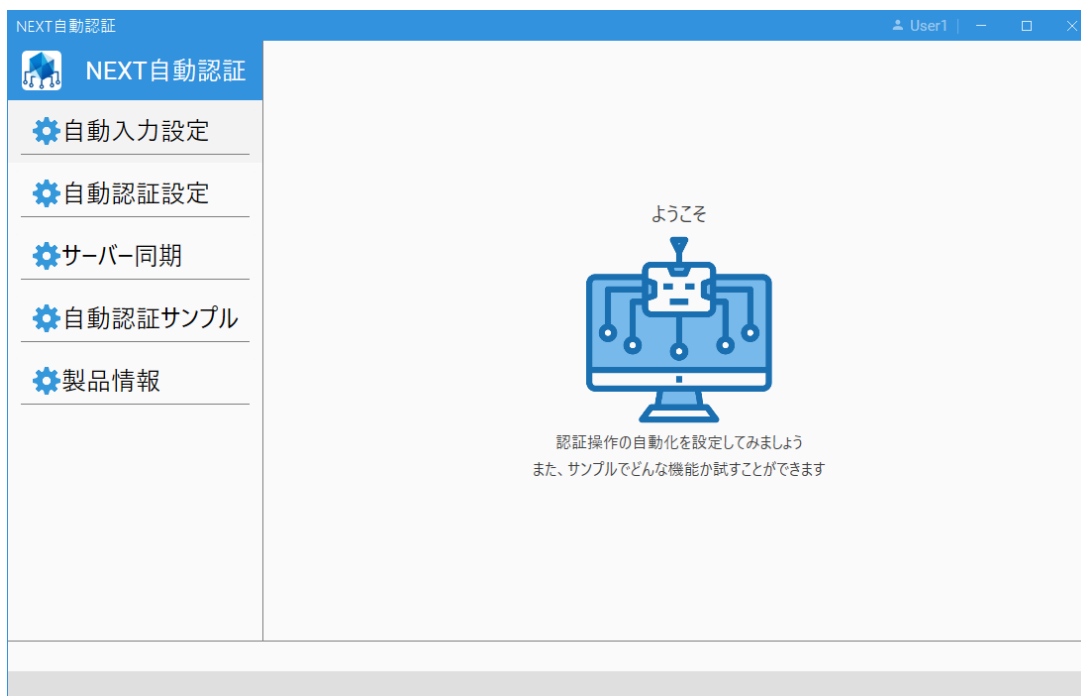 NEXT自動認証
User1
NEXT自動認証
自動入力設定
自動認証設定
サーバー同期
自動認証サンプル
製品情報
ようこそ
認証操作の自動化を設定してみましょう
また、サンプルでどんな機能か試すことができます